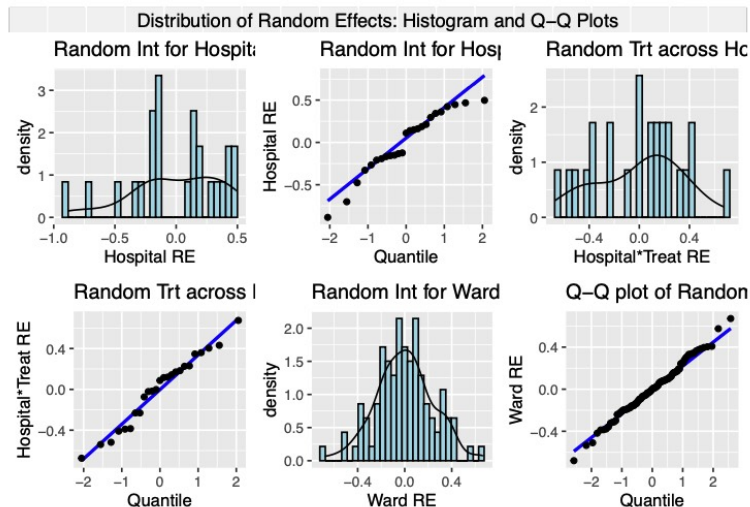 Distribution of Random Effects: Histogram and Q−Q Plots
Random Int for Hospita
density
3
2
1
0
−1.0 −0.5 0.0 0.5
Hospital RE
Random Int for Hosp
Hospital RE
0.5
0.0
−0.5
−2 −1 0 1 2
Quantile
Random Trt across Ho
density
2
1
0
−0.4 0.0 0.4
Hospital*Treat RE
Random Trt across
Hospital*Treat RE
0.4
0.0
−0.4
−2 −1 0 1 2
Quantile
Random Int for Ward
density
2.0
1.5
1.0
0.5
0.0
−0.4 0.0 0.4
Ward RE
Q−Q plot of Random
Ward RE
0.4
0.0
−0.4
−2 −1 0 1 2
Quantile